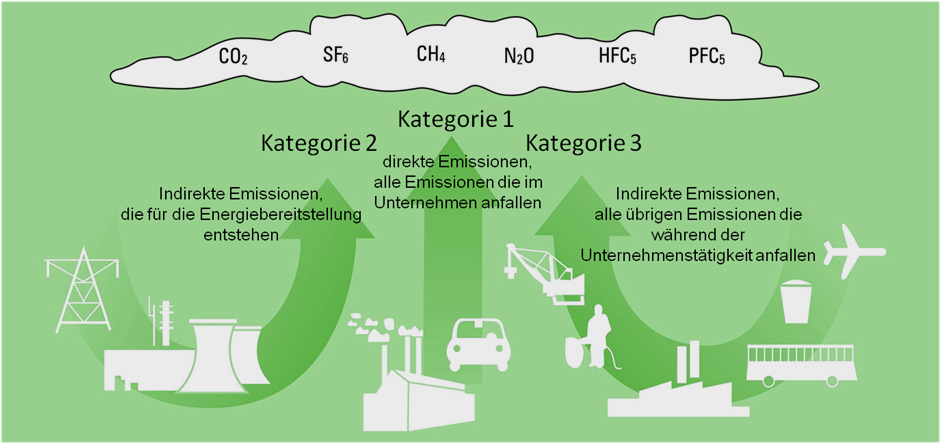 CO₂ SF₆ CH₄ N₂O HFC₅ PFC₅
Kategorie 1
direkte Emissionen,
alle Emissionen die im
Unternehmen anfallen
Kategorie 2
Indirekte Emissionen,
die für die Energiebereitstellung
entstehen
Kategorie 3
Indirekte Emissionen,
alle übrigen Emissionen die
während der
Unternehmenstätigkeit anfallen